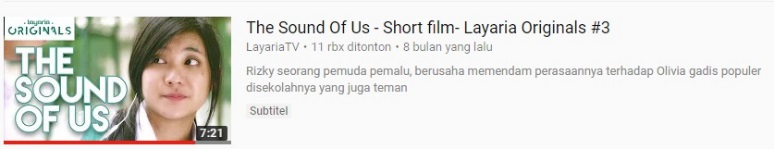 layaria
ORIGINALS
THE
SOUND
OF US
7:21
The Sound Of Us - Short film- Layaria Originals #3
LayariaTV • 11 rbx ditonton • 8 bulan yang lalu
Rizky seorang pemuda pemalu, berusaha memendam perasaannya terhadap Olivia gadis populer
disekolahnya yang juga teman
Subtitel